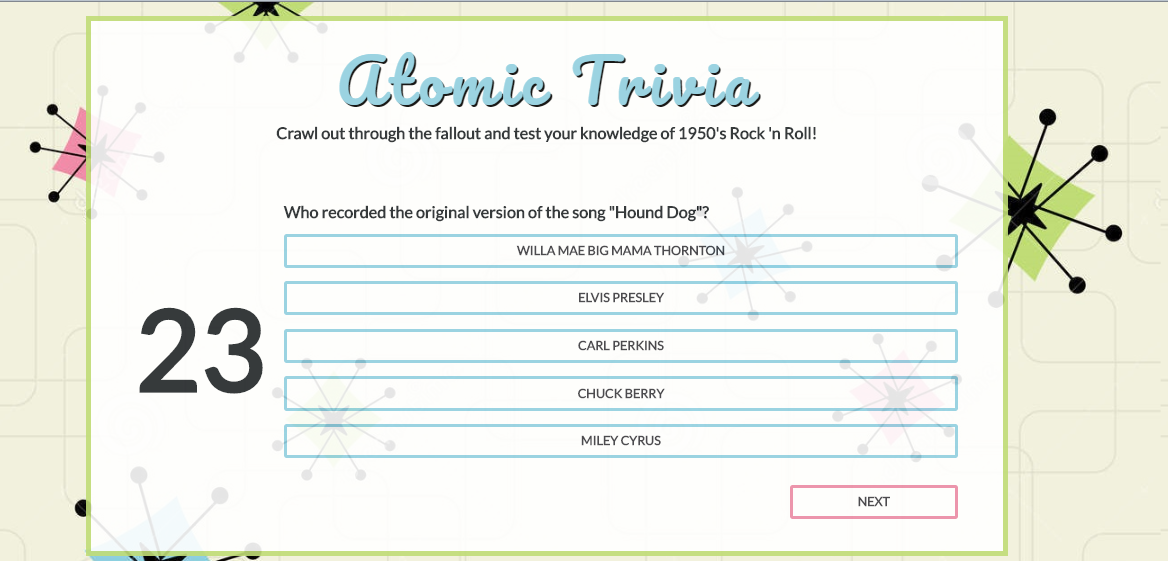 Atomic Trivia
Crawl out through the fallout and test your knowledge of 1950's Rock 'n Roll!
Who recorded the original version of the song "Hound Dog"?
WILLA MAE BIG MAMA THORNTON
ELVIS PRESLEY
23
CARL PERKINS
CHUCK BERRY
MILEY CYRUS
NEXT